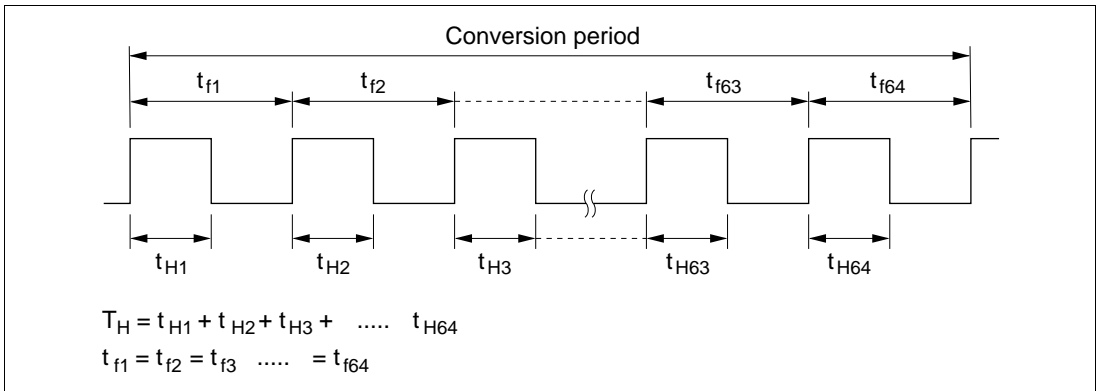 Conversion period
t f1 t f2 t f63 t f64
t H1 t H2 t H3 t H63 t H64
T H = t H1 + t H2 + t H3 + ..... t H64
t f1 = t f2 = t f3 ..... = t f64